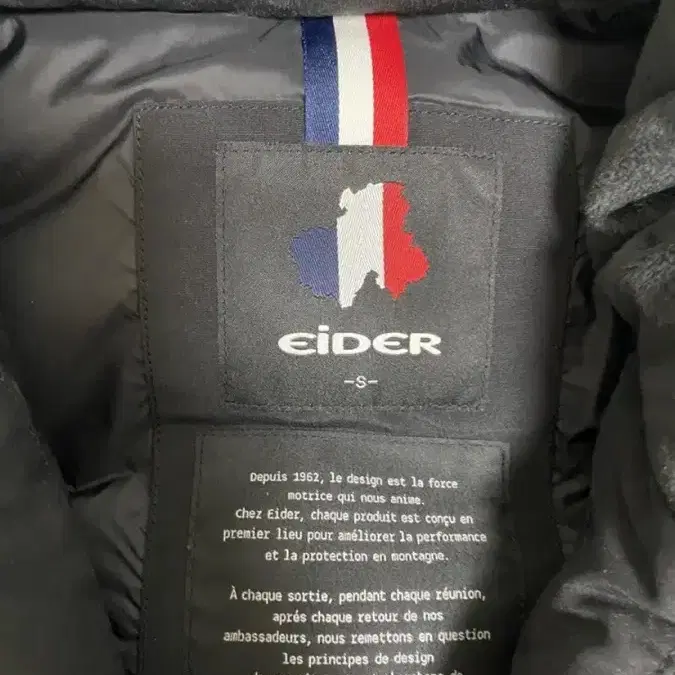 EiDER
-S-
Depuis 1962, le design est la force
motrice qui nous anime.
Chez Eider, chaque produit est conçu en
premier lieu pour améliorer la performance
et la protection en montagne.
À chaque sortie, pendant chaque réunion,
aprés chaque retour de nos
ambassadeurs, nous remettons en question
les principes de design